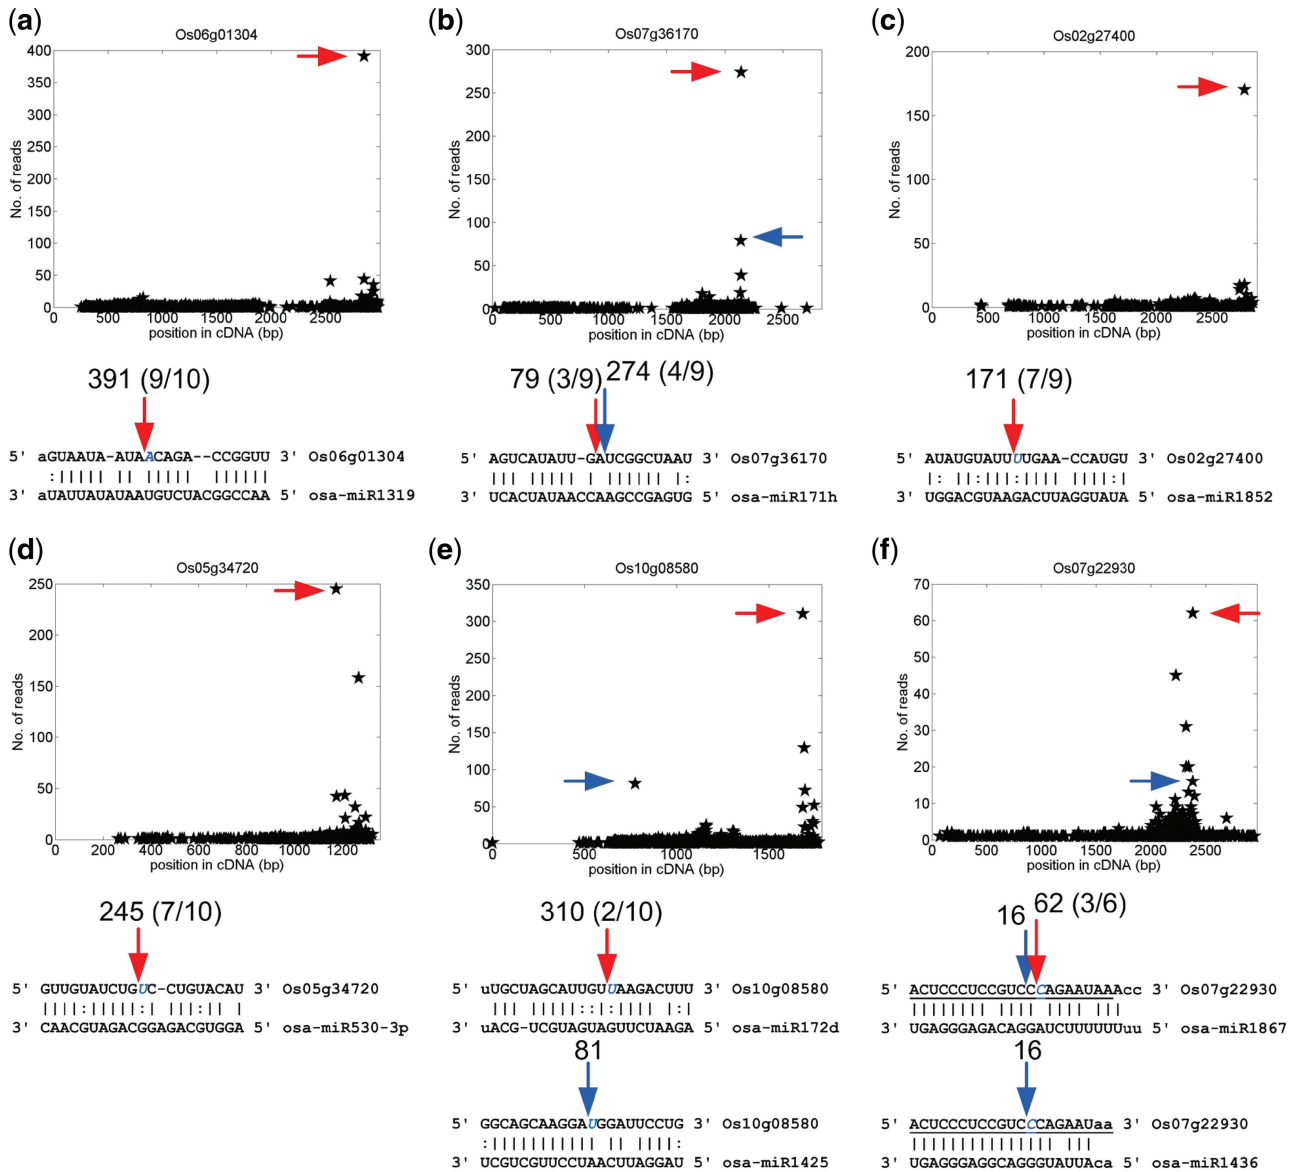 (a)
Os06g01304
400
350
300
250
200
150
100
50
0
No. of reads
0 500 1000 1500 2000 2500
position in cDNA (bp)
391 (9/10)
5' aGUAAUA-AUAACAGA--CCGGUU 3' Os06g01304
3' aUAUUAUAUAAUGUCUACGGCCAA 5' osa-miR1319
(b)
Os07g36170
300
250
200
150
100
50
0
No. of reads
0 500 1000 1500 2000 2500
position in cDNA (bp)
79 (3/9) 274 (4/9)
5' AGUCAUAUU-GAUCGGCUAAU 3' Os07g36170
3' UCACUAUAACCAAGCCGAGUG 5' osa-miR171h
(c)
Os02g27400
200
150
100
50
0
No. of reads
0 500 1000 1500 2000 2500
position in cDNA (bp)
171 (7/9)
5' AUAUGUAUUUUGAA-CCAUGU 3' Os02g27400
3' UGGACGUAAGACUUAGGUAUA 5' osa-miR1852
(d)
Os05g34720
250
200
150
100
50
0
No. of reads
0 200 400 600 800 1000 1200
position in cDNA (bp)
245 (7/10)
5' GUUGUAUCUGUC-CUGUACAU 3' Os05g34720
3' CAACGUAGACGGAGACGUGGA 5' osa-miR530-3p
(e)
Os10g08580
350
300
250
200
150
100
50
0
No. of reads
0 500 1000 1500
position in cDNA (bp)
310 (2/10)
5' uUGCUAGCAUUGUUAAGACUUU 3' Os10g08580
3' uACG-UCGUAGUAGUUCUAAGA 5' osa-miR172d
81
5' GGCAGCAAGGAUGGAUUCCUG 3' Os10g08580
3' UCGUCGUUCCUAACUUAGGAU 5' osa-miR1425
(f)
Os07g22930
70
60
50
40
30
20
10
0
No. of reads
0 500 1000 1500 2000 2500
position in cDNA (bp)
16 62 (3/6)
5' ACUCCCUCCGUCCCAGAAUAAAcc 3' Os07g22930
3' UGAGGGAGACAGGAUCUUUUUUuu 5' osa-miR1867
16
5' ACUCCCUCCGUCCCAGAAUaa 3' Os07g22930
3' UGAGGGAGGCAGGGUAUUAca 5' osa-miR1436